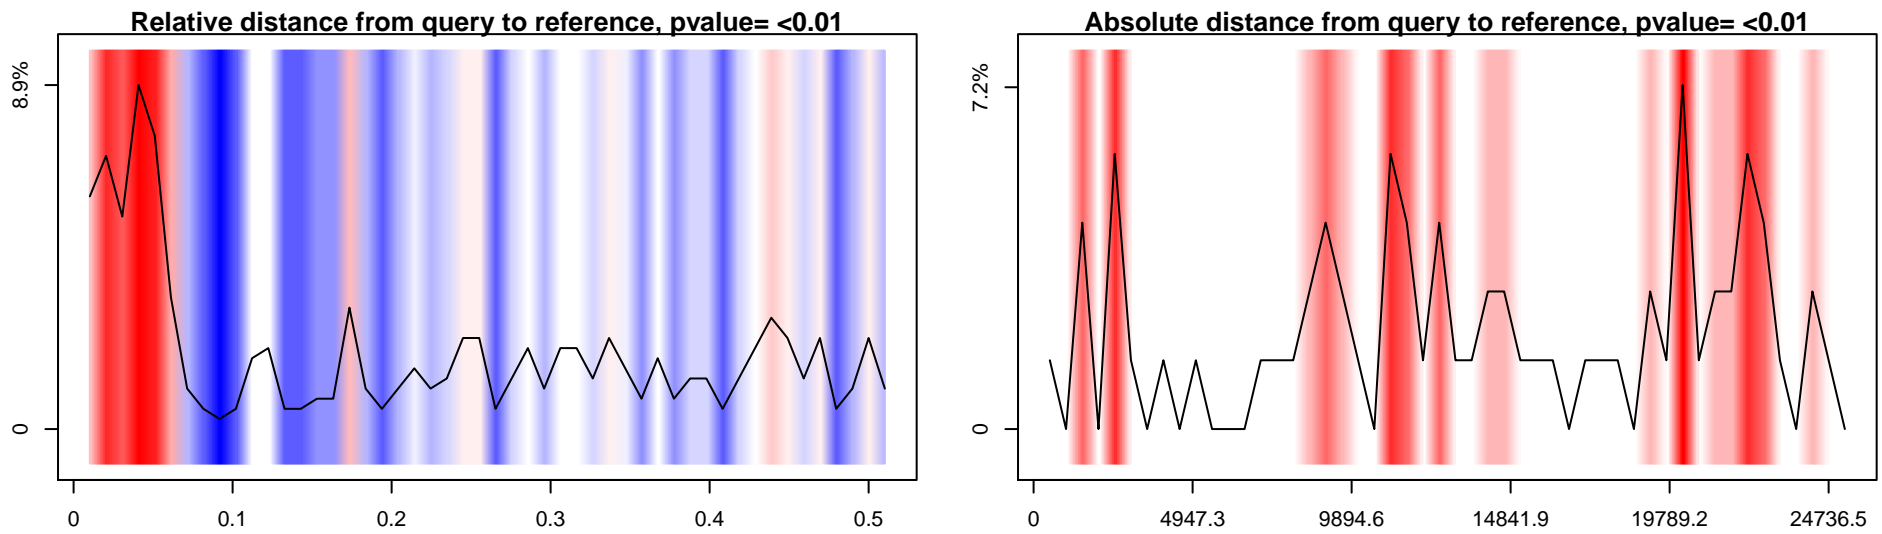 Relative distance from query to reference, pvalue= <0.01
8.9%
0
0 0.1 0.2 0.3 0.4 0.5
Absolute distance from query to reference, pvalue= <0.01
7.2%
0
0 4947.3 9894.6 14841.9 19789.2 24736.5